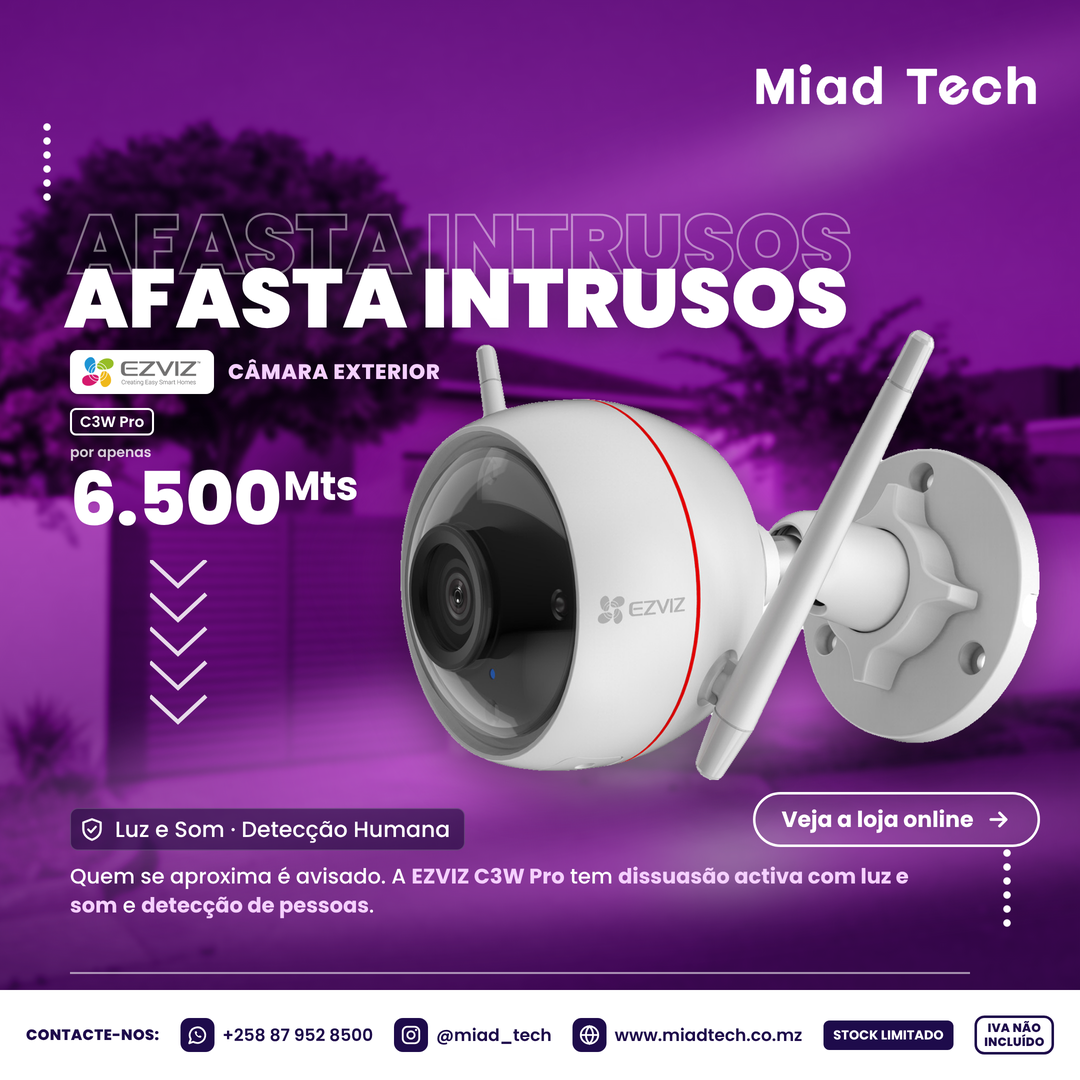 Miad Tech
AFASTA INTRUSOS
AFASTA INTRUSOS
EZVIZ™
Creating Easy Smart Homes
CÂMARA EXTERIOR
C3W Pro
por apenas
6.500 Mts
EZVIZ
Veja a loja online →
Luz e Som · Detecção Humana
Quem se aproxima é avisado. A EZVIZ C3W Pro tem dissuasão activa com luz e
som e detecção de pessoas.
CONTACTE-NOS: +258 87 952 8500 @miad_tech www.miadtech.co.mz STOCK LIMITADO
IVA NÃO
INCLUÍDO